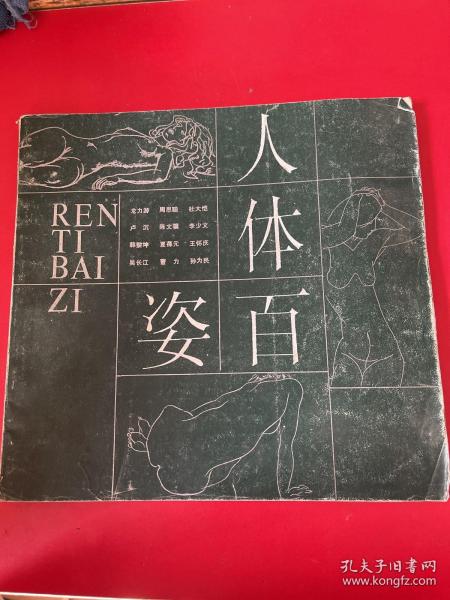 人体百姿
REN
TI
BAI
ZI
龙力游 周思聪 杜大恺
卢沉 陈文骥 李少文
韩黎坤 夏葆元 王怀庆
吴长江 曹力 孙为民
孔夫子旧书网
www.kongfz.com